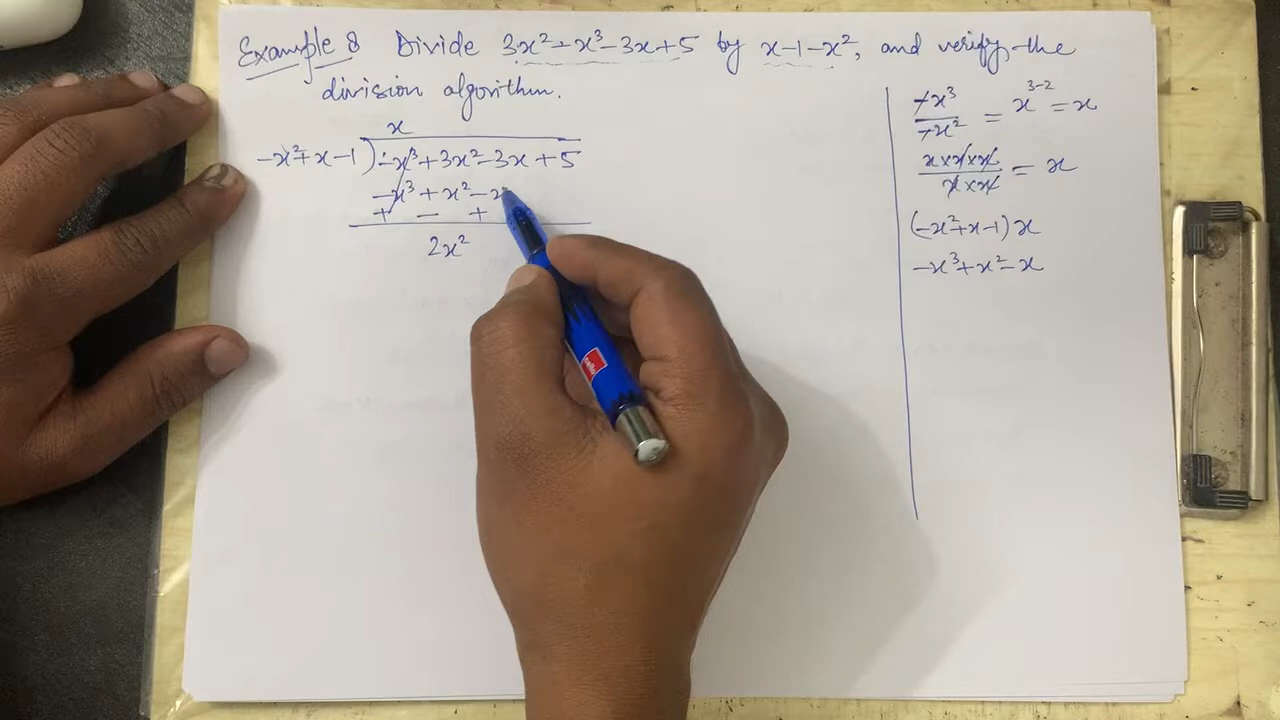 Example 8 Divide 3x² - x³ - 3x + 5 by x - 1 - x², and verify the
division algorithm.
x
-x² + x - 1 ) -x³ + 3x² - 3x + 5
-x³ + x² - x
+ - +
2x²
-x³ / -x² = x³⁻² = x
x × x × x / x × x = x
(-x² + x - 1) x
-x³ + x² - x
cello